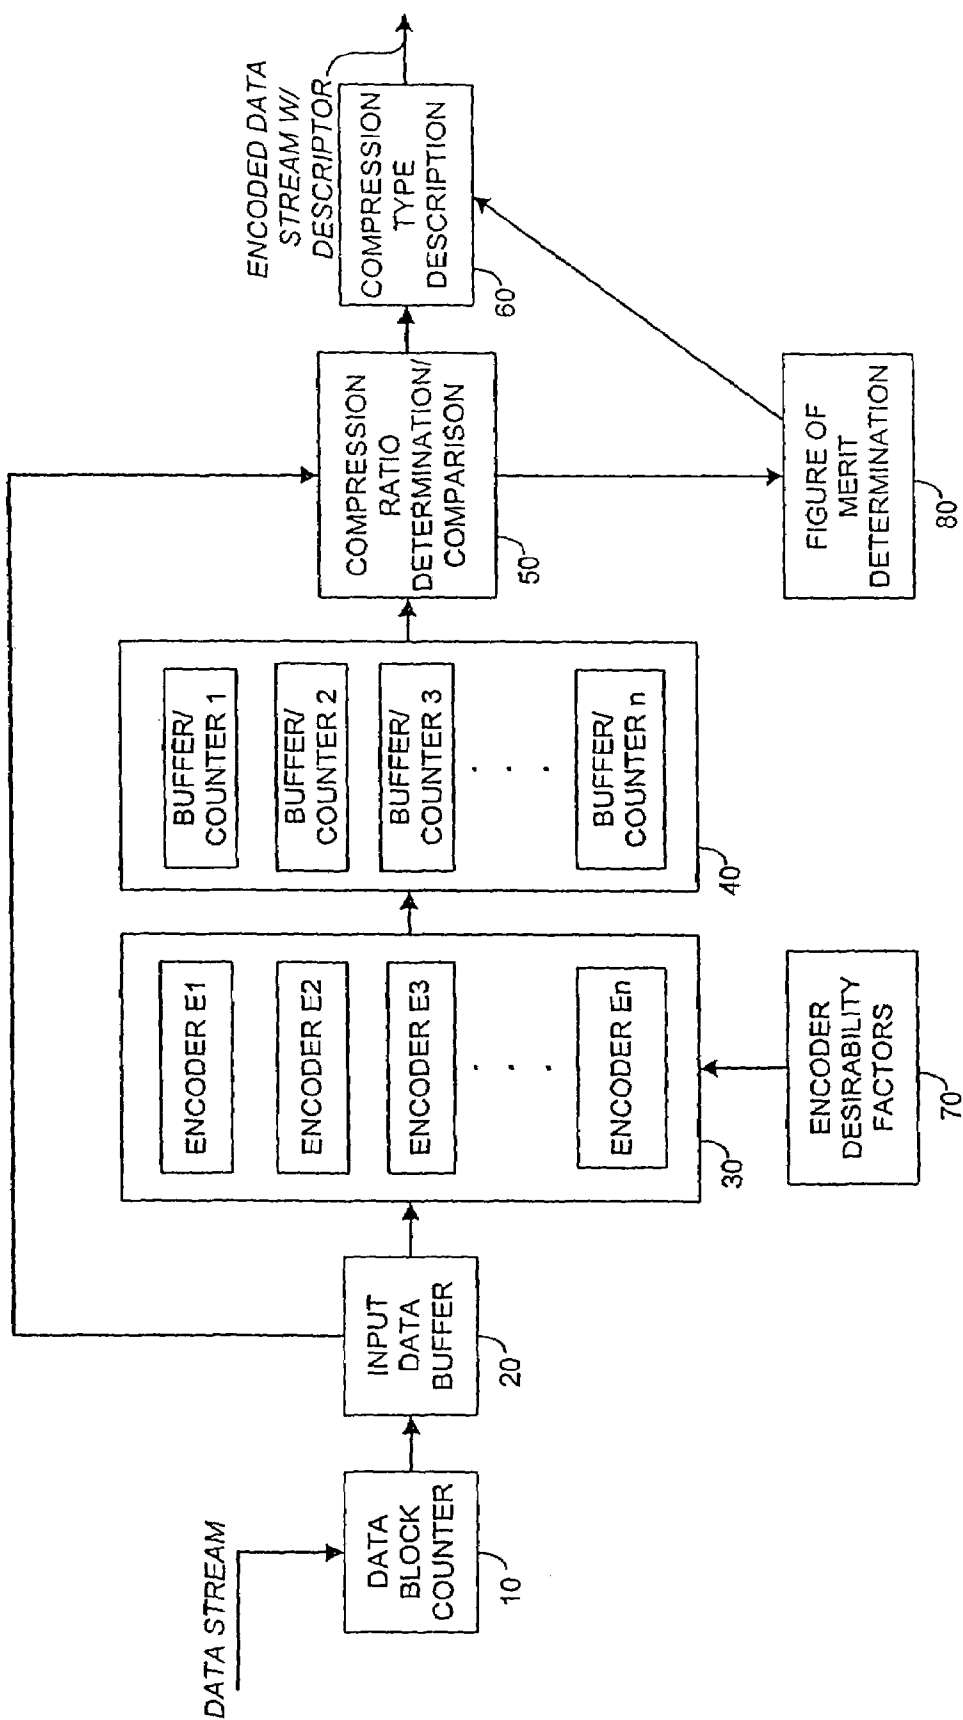 DATA STREAM
DATA
BLOCK
COUNTER
10
INPUT
DATA
BUFFER
20
ENCODER E1
ENCODER E2
ENCODER E3
. . .
ENCODER En
30
ENCODER
DESIRABILITY
FACTORS
70
BUFFER/
COUNTER 1
BUFFER/
COUNTER 2
BUFFER/
COUNTER 3
. . .
BUFFER/
COUNTER n
40
COMPRESSION
RATIO
DETERMINATION/
COMPARISON
50
FIGURE OF
MERIT
DETERMINATION
80
ENCODED DATA
STREAM W/
DESCRIPTOR
COMPRESSION
TYPE
DESCRIPTION
60